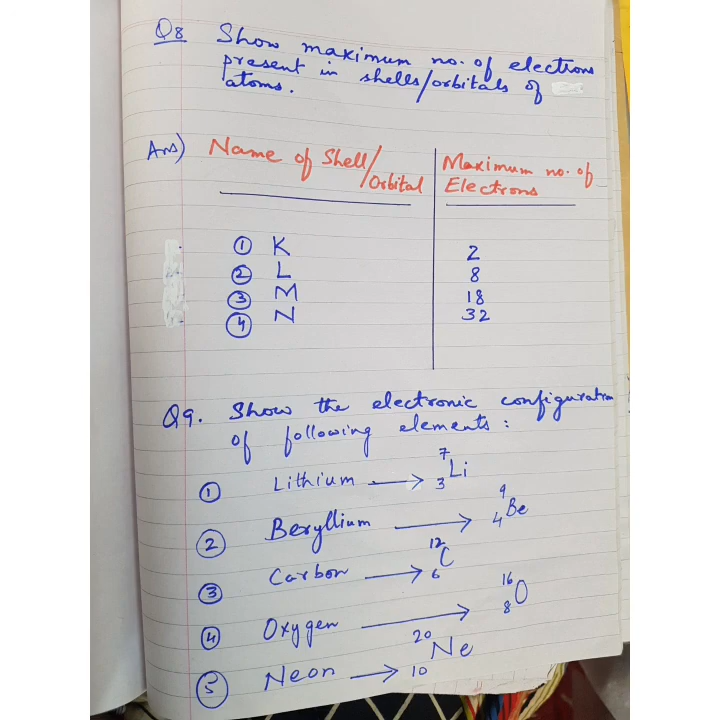 Q8 Show maximum no. of electrons
present in shells/orbitals of
atoms.
Ans) Name of Shell/ Maximum no. of
Orbital Electrons
① K 2
② L 8
③ M 18
④ N 32
Q9. Show the electronic configuration
of following elements :
① Lithium → ⁷₃Li
② Beryllium → ⁹₄Be
③ Carbon → ¹²₆C
④ Oxygen → ¹⁶₈O
⑤ Neon → ²⁰₁₀Ne